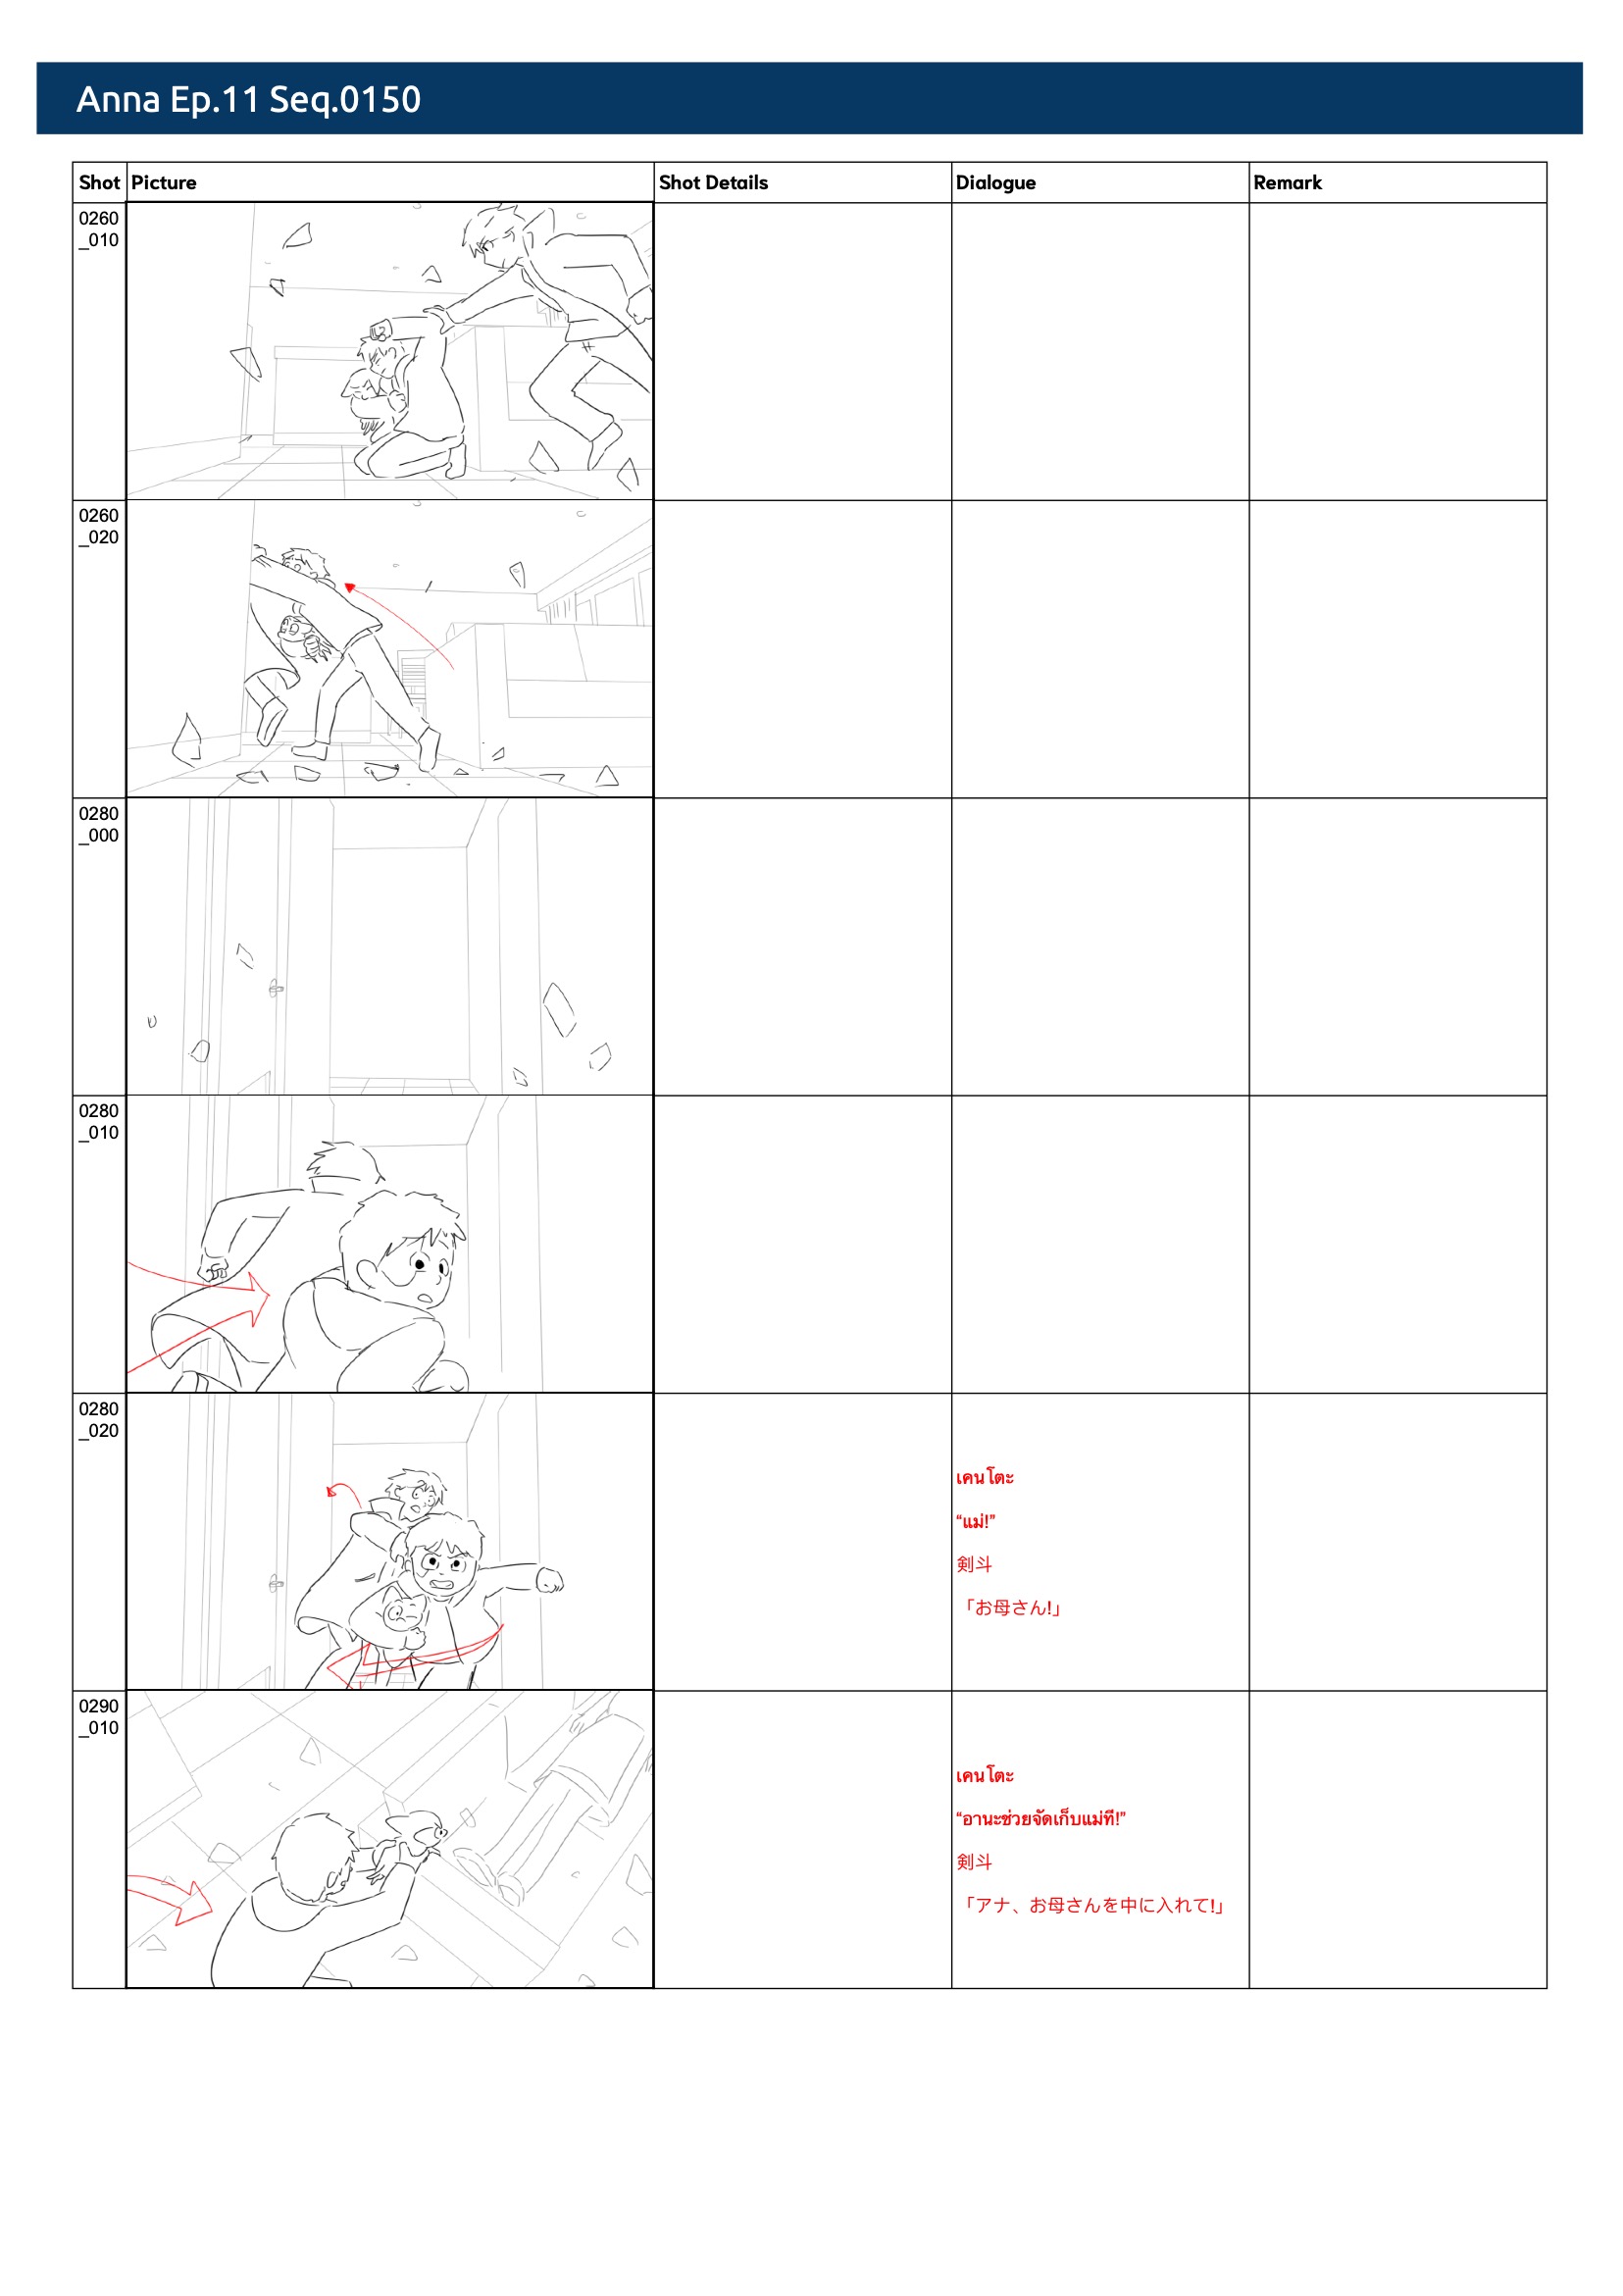 Anna Ep.11 Seq.0150
Shot Picture Shot Details Dialogue Remark
0260
_010
0260
_020
0280
_000
0280
_010
0280
_020
เคนโตะ
“แม่!”
剣斗
「お母さん!」
0290
_010
เคนโตะ
“อานะช่วยจัดเก็บแม่ที!”
剣斗
「アナ、お母さんを中に入れて!」